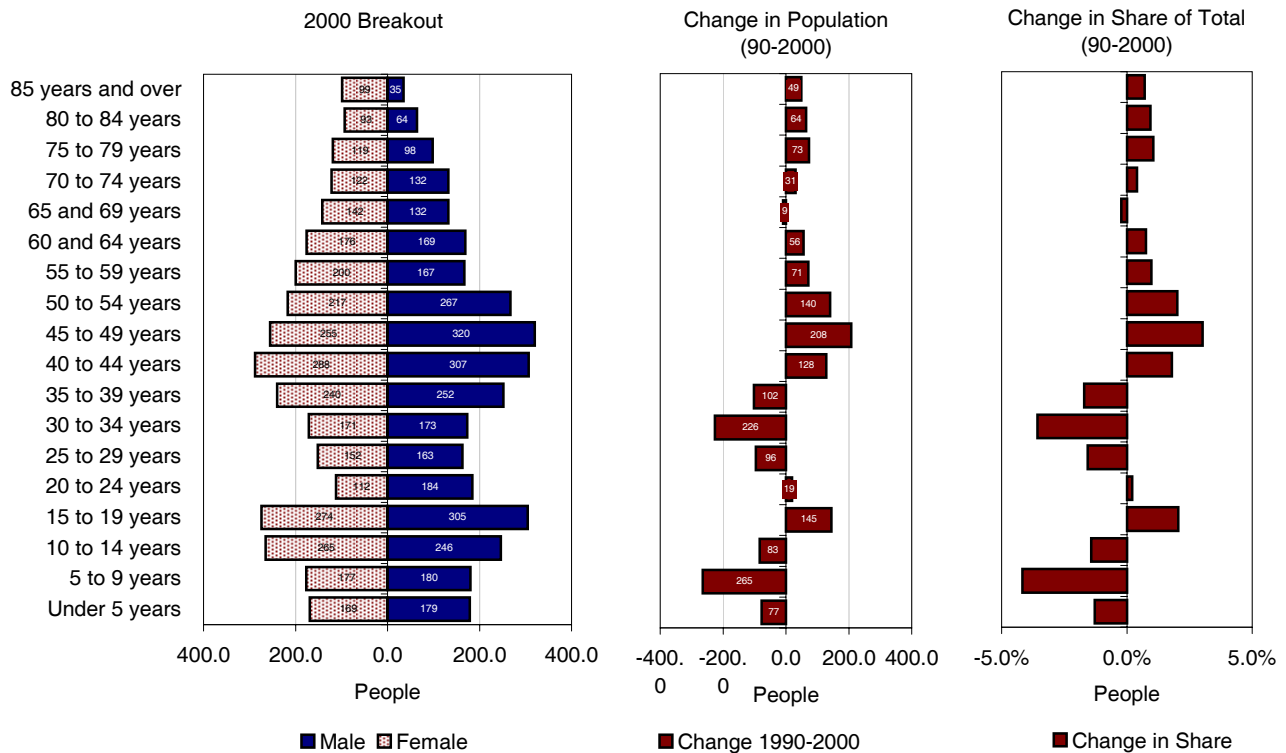 2000 Breakout
Change in Population
(90-2000)
Change in Share of Total
(90-2000)
85 years and over 99 35 49
80 to 84 years 93 64 64
75 to 79 years 119 98 73
70 to 74 years 122 132 31
65 and 69 years 142 132 9
60 and 64 years 176 169 56
55 to 59 years 200 167 71
50 to 54 years 217 267 140
45 to 49 years 255 320 208
40 to 44 years 288 307 128
35 to 39 years 240 252 102
30 to 34 years 171 173 226
25 to 29 years 152 163 96
20 to 24 years 112 184 19
15 to 19 years 274 305 145
10 to 14 years 265 246 83
5 to 9 years 177 180 265
Under 5 years 169 179 77
400.0 200.0 0.0 200.0 400.0
People
Male Female
-400. -200. 0.0 200.0 400.0
0 0
People
Change 1990-2000
-5.0% 0.0% 5.0%
People
Change in Share